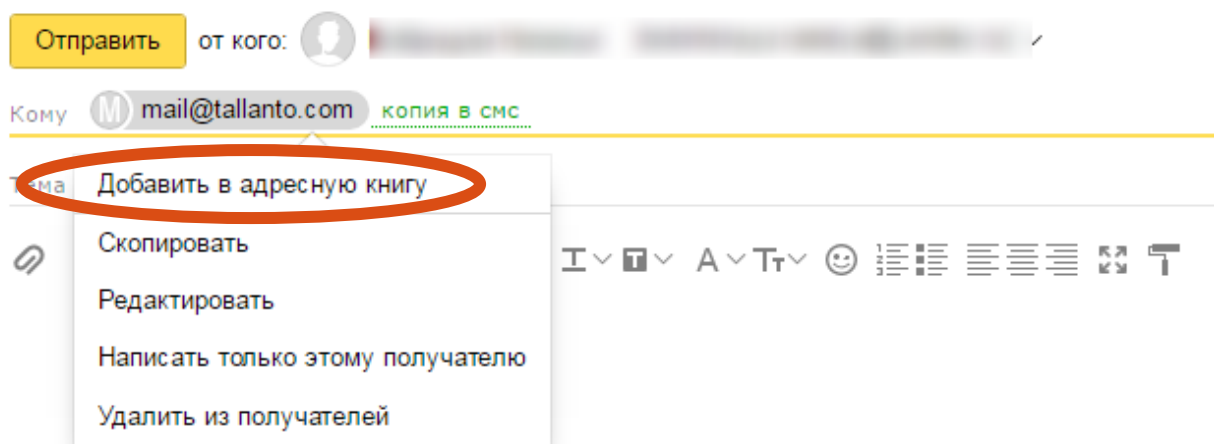 Отправить от кого:
Кому M mail@tallanto.com копия в смс
Тема Добавить в адресную книгу
Скопировать
Редактировать
Написать только этому получателю
Удалить из получателей